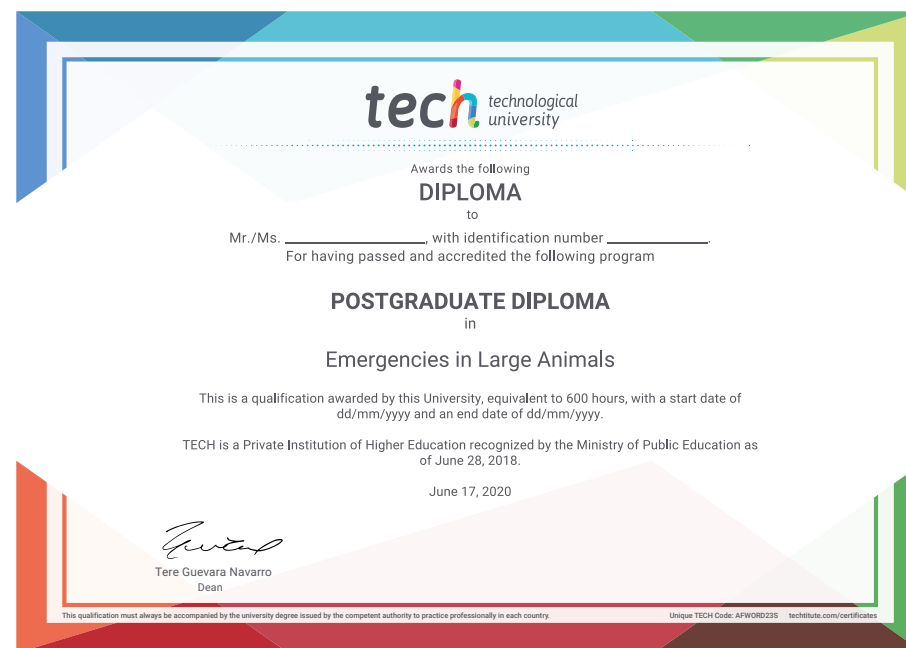 tech technological
university
Awards the following
DIPLOMA
to
Mr./Ms. ____________________, with identification number ______________.
For having passed and accredited the following program
POSTGRADUATE DIPLOMA
in
Emergencies in Large Animals
This is a qualification awarded by this University, equivalent to 600 hours, with a start date of
dd/mm/yyyy and an end date of dd/mm/yyyy.
TECH is a Private Institution of Higher Education recognized by the Ministry of Public Education as
of June 28, 2018.
June 17, 2020
Tere Guevara Navarro
Dean
This qualification must always be accompanied by the university degree issued by the competent authority to practice professionally in each country. Unique TECH Code: AFWORD23S techtitute.com/certificates